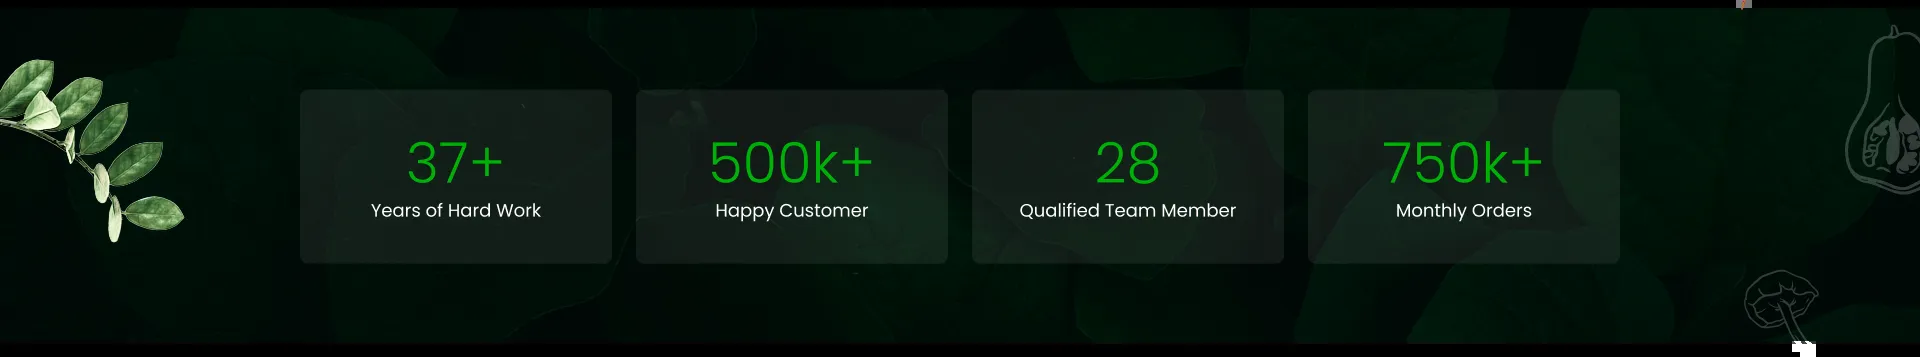 37+
Years of Hard Work
500k+
Happy Customer
28
Qualified Team Member
750k+
Monthly Orders